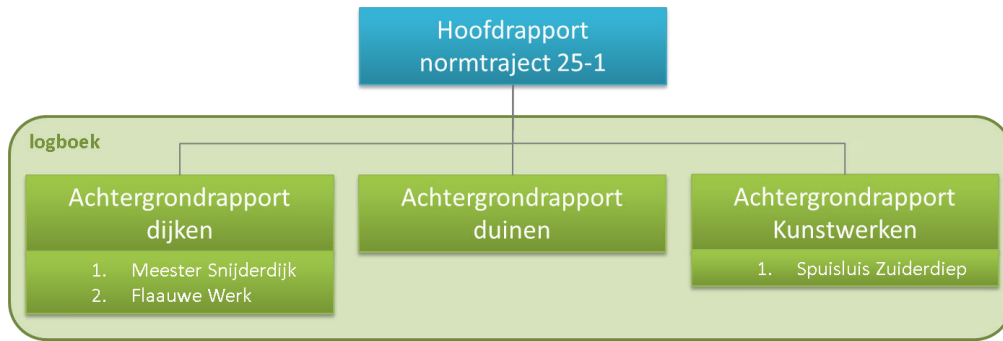 Hoofdrapport
normtraject 25-1
logboek
Achtergrondrapport
dijken
1. Meester Snijderdijk
2. Flaauwe Werk
Achtergrondrapport
duinen
Achtergrondrapport
Kunstwerken
1. Spuisluis Zuiderdiep